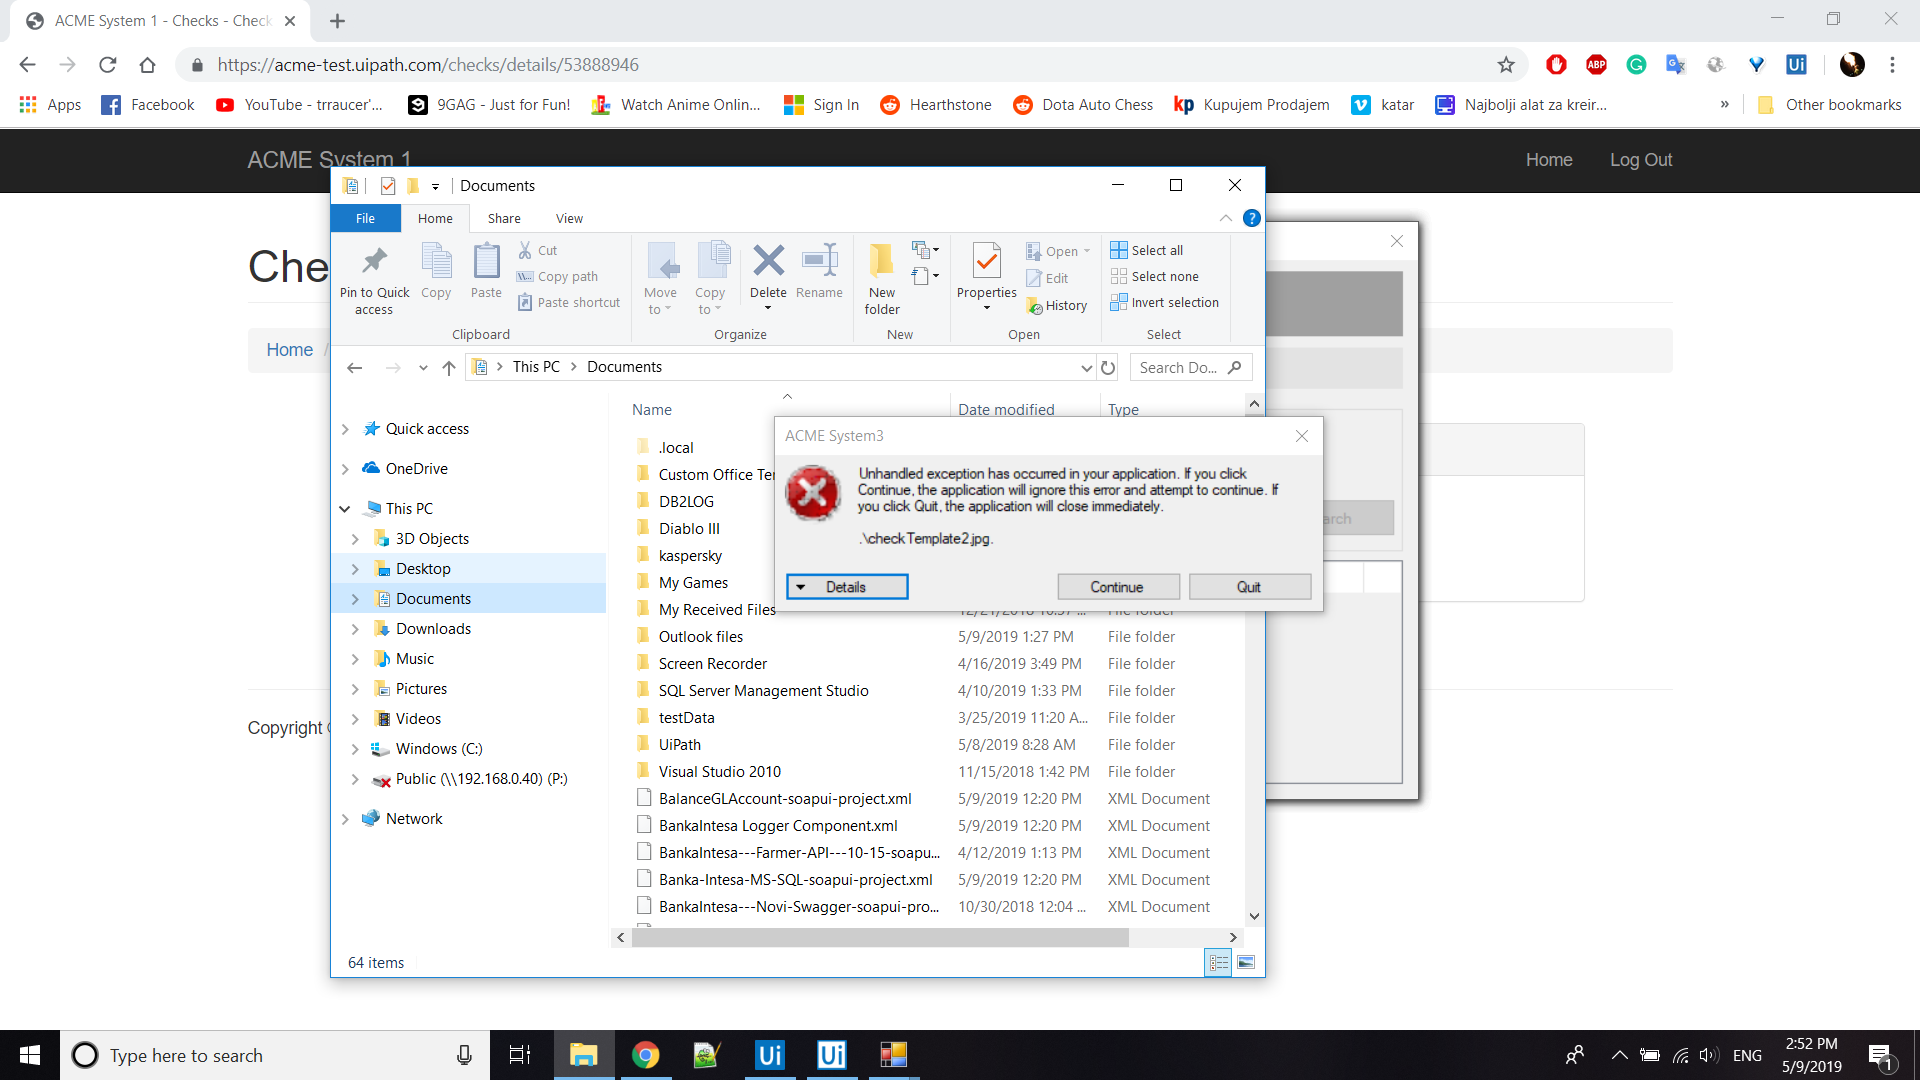 ACME System 1 - Checks - Check
https://acme-test.uipath.com/checks/details/53888946
ABP
Ui
Apps
Facebook
YouTube - trraucer'...
9GAG - Just for Fun!
Watch Anime Onlin...
Sign In
Hearthstone
Dota Auto Chess
kp Kupujem Prodajem
katar
Najbolji alat za kreir...
»
Other bookmarks
ACME System 1
Home
Log Out
Documents
File
Home
Share
View
?
Che
Pin to Quick access
Copy
Paste
Cut
Copy path
Paste shortcut
Clipboard
Move to
Copy to
Delete
Rename
Organize
New folder
New
Properties
Open
Edit
History
Open
Select all
Select none
Invert selection
Select
Home /
This PC > Documents
Search Do...
Quick access
OneDrive
This PC
3D Objects
Desktop
Documents
Downloads
Music
Pictures
Videos
Windows (C:)
Public (\\192.168.0.40) (P:)
Network
Name
Date modified
Type
.local
Custom Office Te
DB2LOG
Diablo III
kaspersky
My Games
My Received Files 12/21/2018 10:57 ... File folder
Outlook files 5/9/2019 1:27 PM File folder
Screen Recorder 4/16/2019 3:49 PM File folder
SQL Server Management Studio 4/10/2019 1:33 PM File folder
testData 3/25/2019 11:20 A... File folder
UiPath 5/8/2019 8:28 AM File folder
Visual Studio 2010 11/15/2018 1:42 PM File folder
BalanceGLAccount-soapui-project.xml 5/9/2019 12:20 PM XML Document
BankaIntesa Logger Component.xml 5/9/2019 12:20 PM XML Document
BankaIntesa---Farmer-API---10-15-soapu... 4/12/2019 1:13 PM XML Document
Banka-Intesa-MS-SQL-soapui-project.xml 5/9/2019 12:20 PM XML Document
BankaIntesa---Novi-Swagger-soapui-pro... 10/30/2018 12:04 ... XML Document
64 items
ACME System3
Unhandled exception has occurred in your application. If you click
Continue, the application will ignore this error and attempt to continue. If
you click Quit, the application will close immediately.
.\checkTemplate2.jpg.
Details
Continue
Quit
arch
Copyright
Type here to search
Ui
Ui
ENG
2:52 PM
5/9/2019
1